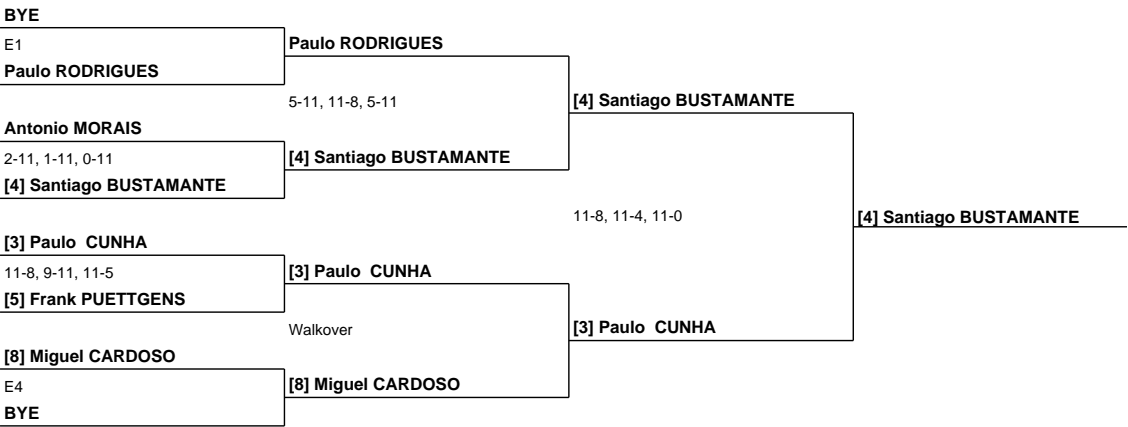 BYE
E1
Paulo RODRIGUES
Paulo RODRIGUES
5-11, 11-8, 5-11
[4] Santiago BUSTAMANTE
Antonio MORAIS
2-11, 1-11, 0-11
[4] Santiago BUSTAMANTE
[4] Santiago BUSTAMANTE
11-8, 11-4, 11-0
[4] Santiago BUSTAMANTE
[3] Paulo  CUNHA
11-8, 9-11, 11-5
[3] Paulo  CUNHA
[5] Frank PUETTGENS
Walkover
[3] Paulo  CUNHA
[8] Miguel CARDOSO
E4
[8] Miguel CARDOSO
BYE